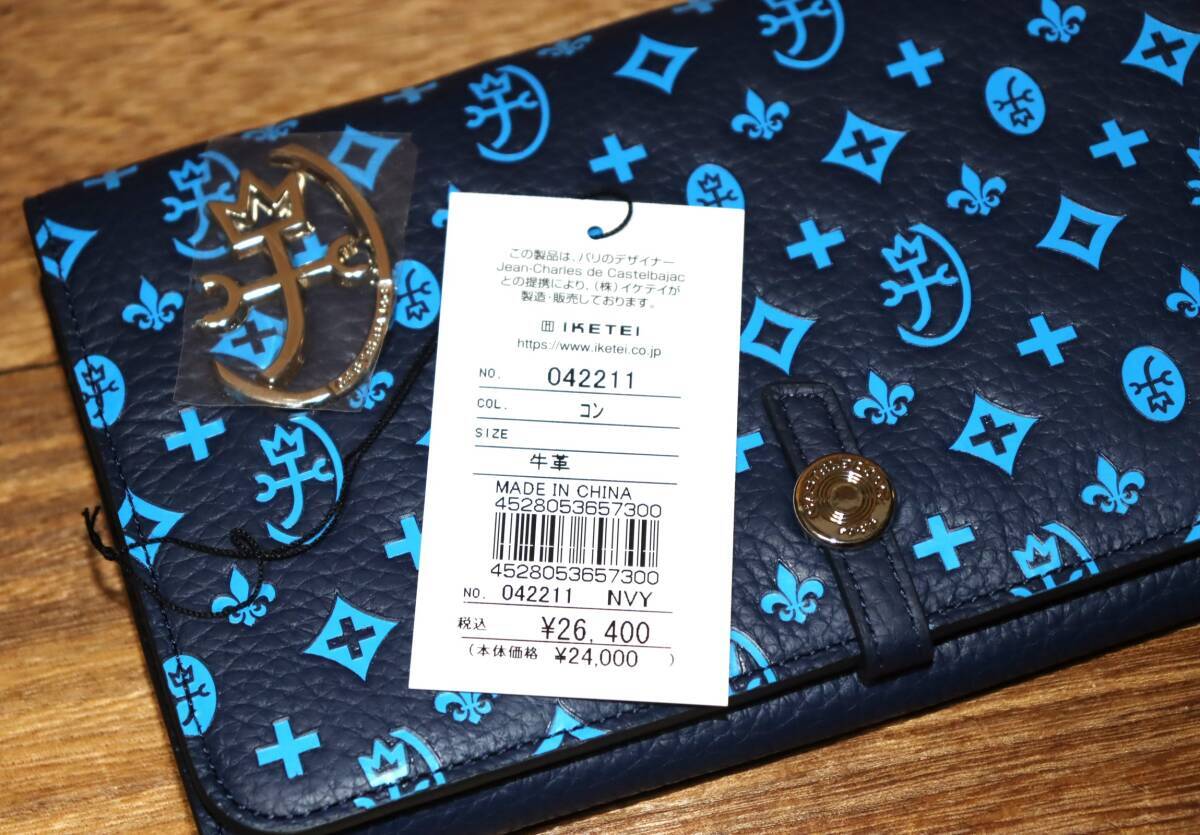 この製品は、パリのデザイナー
Jean-Charles de Castelbajac
との提携により、(株)イケテイが
製造・販売しております。
IKETEI
https://www.iketei.co.jp
NO. 042211
COL. コン
SIZE
牛革
MADE IN CHINA
4528053657300
4528053657300
NO. 042211 NVY
税込 ¥26,400
(本体価格 ¥24,000 )